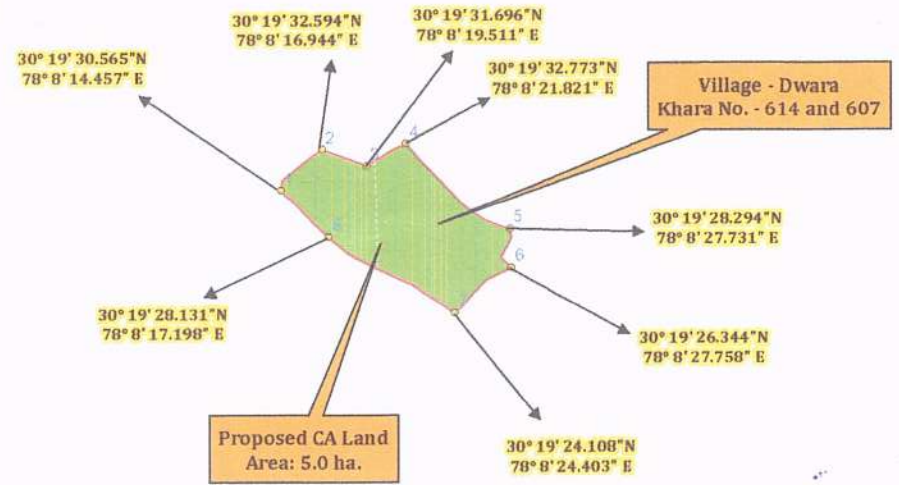 30° 19' 32.594"N
78° 8' 16.944" E
30° 19' 31.696"N
78° 8' 19.511" E
30° 19' 30.565"N
78° 8' 14.457" E
30° 19' 32.773"N
78° 8' 21.821" E
Village - Dwara
Khara No. - 614 and 607
2
3
4
5
6
8
30° 19' 28.294"N
78° 8' 27.731" E
30° 19' 28.131"N
78° 8' 17.198" E
30° 19' 26.344"N
78° 8' 27.758" E
Proposed CA Land
Area: 5.0 ha.
30° 19' 24.108"N
78° 8' 24.403" E